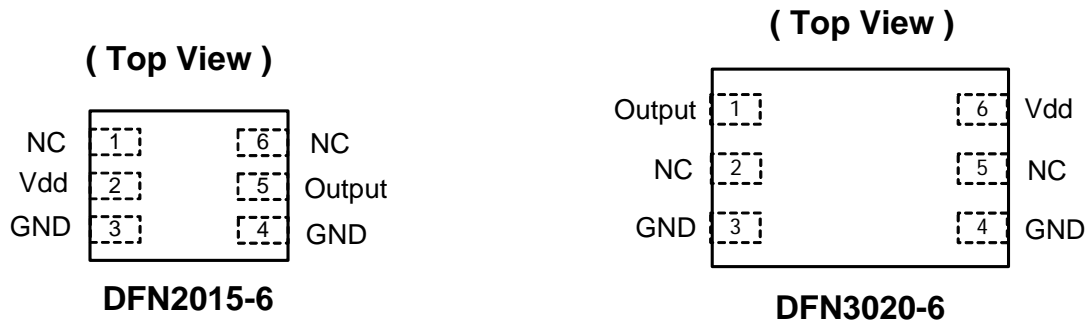 ( Top View )
NC 1 6 NC
Vdd 2 5 Output
GND 3 4 GND
DFN2015-6
( Top View )
Output 1 6 Vdd
NC 2 5 NC
GND 3 4 GND
DFN3020-6